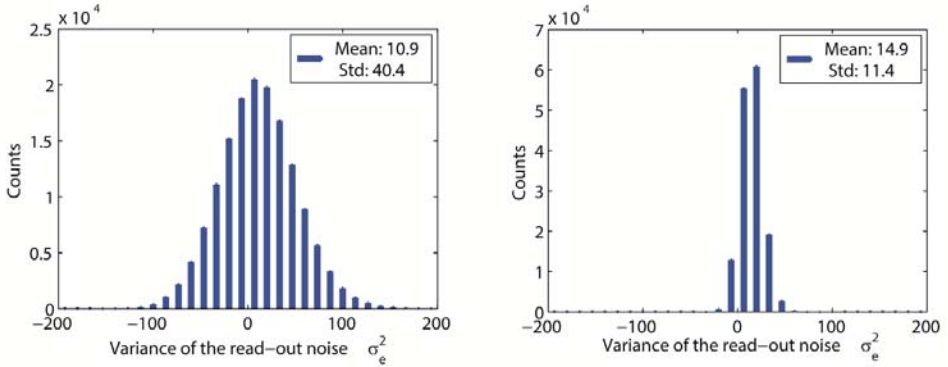 x 10^4
2.5
2
1.5
1
0.5
0
Counts
Mean: 10.9
Std: 40.4
−200 −100 0 100 200
Variance of the read−out noise σ_e^2
x 10^4
7
6
5
4
3
2
1
0
Counts
Mean: 14.9
Std: 11.4
−200 −100 0 100 200
Variance of the read−out noise σ_e^2